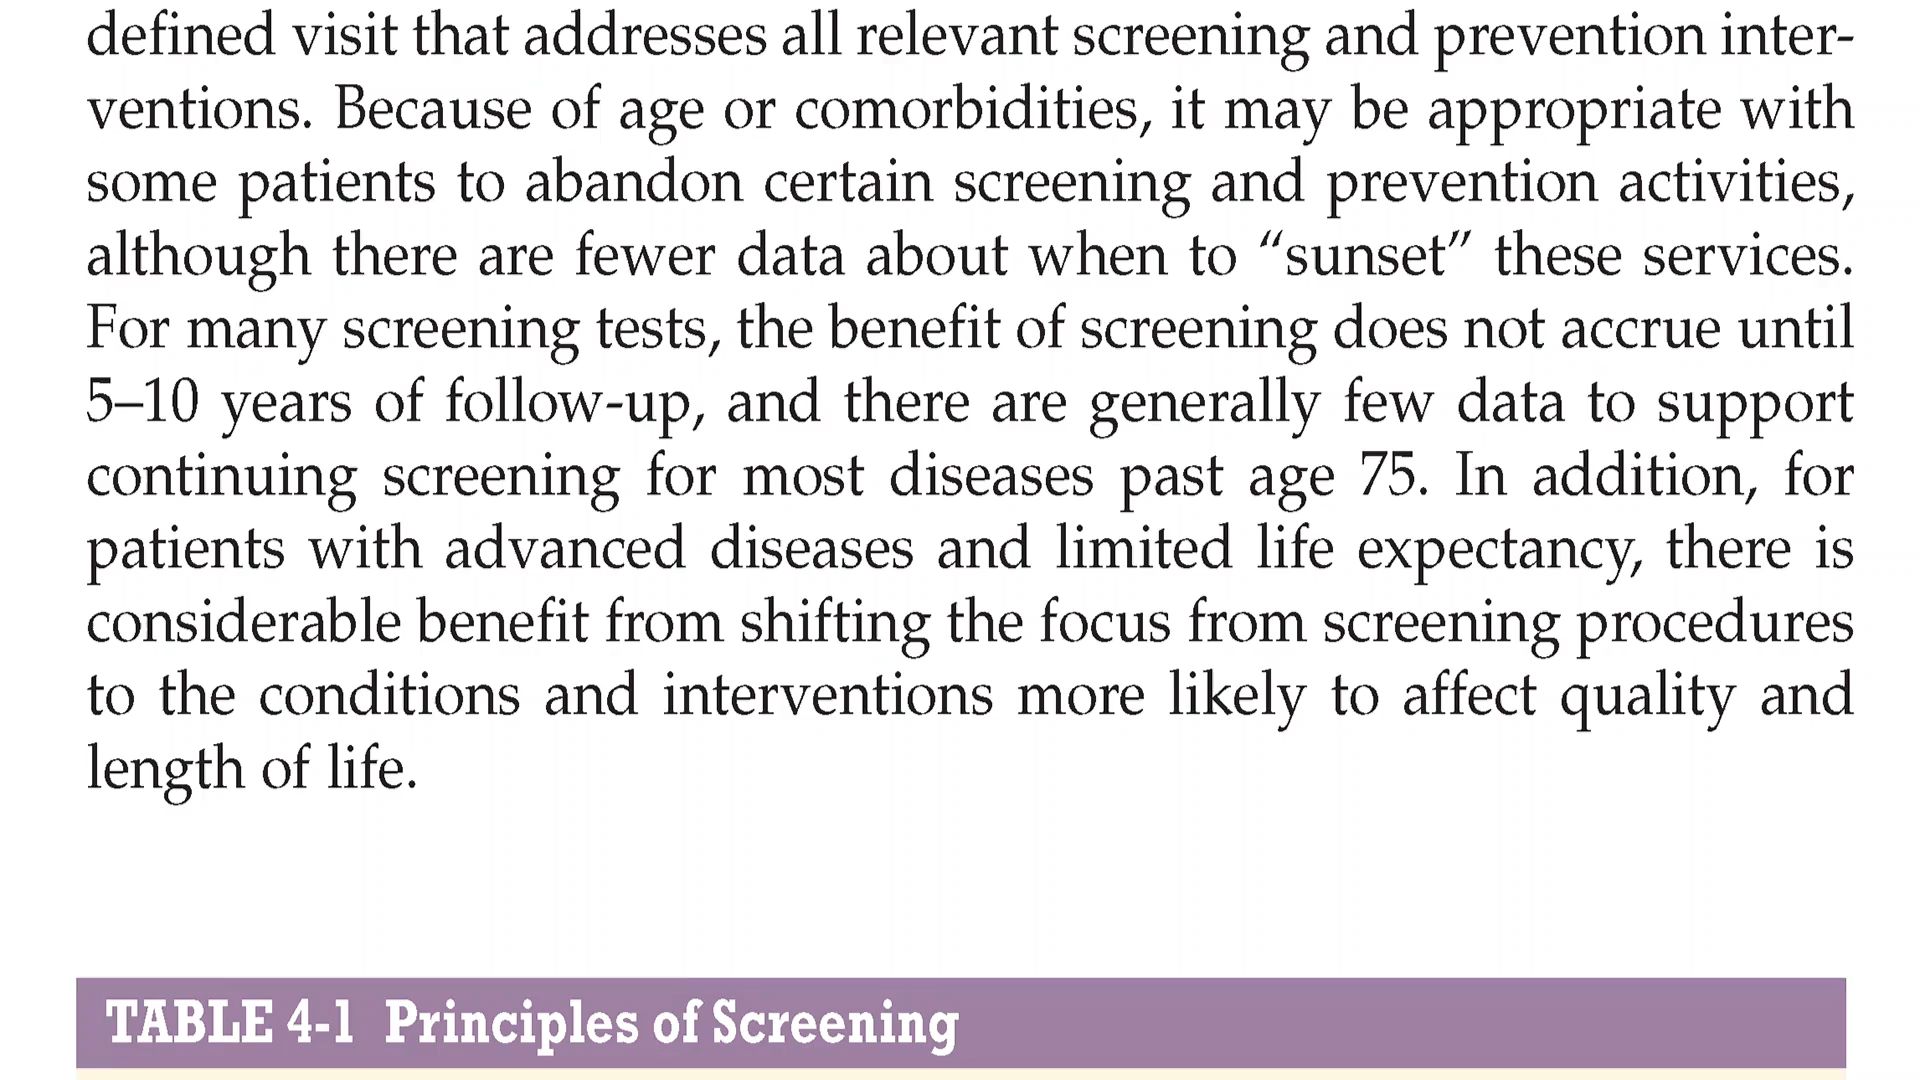 defined visit that addresses all relevant screening and prevention inter-
ventions. Because of age or comorbidities, it may be appropriate with
some patients to abandon certain screening and prevention activities,
although there are fewer data about when to “sunset” these services.
For many screening tests, the benefit of screening does not accrue until
5–10 years of follow-up, and there are generally few data to support
continuing screening for most diseases past age 75. In addition, for
patients with advanced diseases and limited life expectancy, there is
considerable benefit from shifting the focus from screening procedures
to the conditions and interventions more likely to affect quality and
length of life.
TABLE 4-1 Principles of Screening